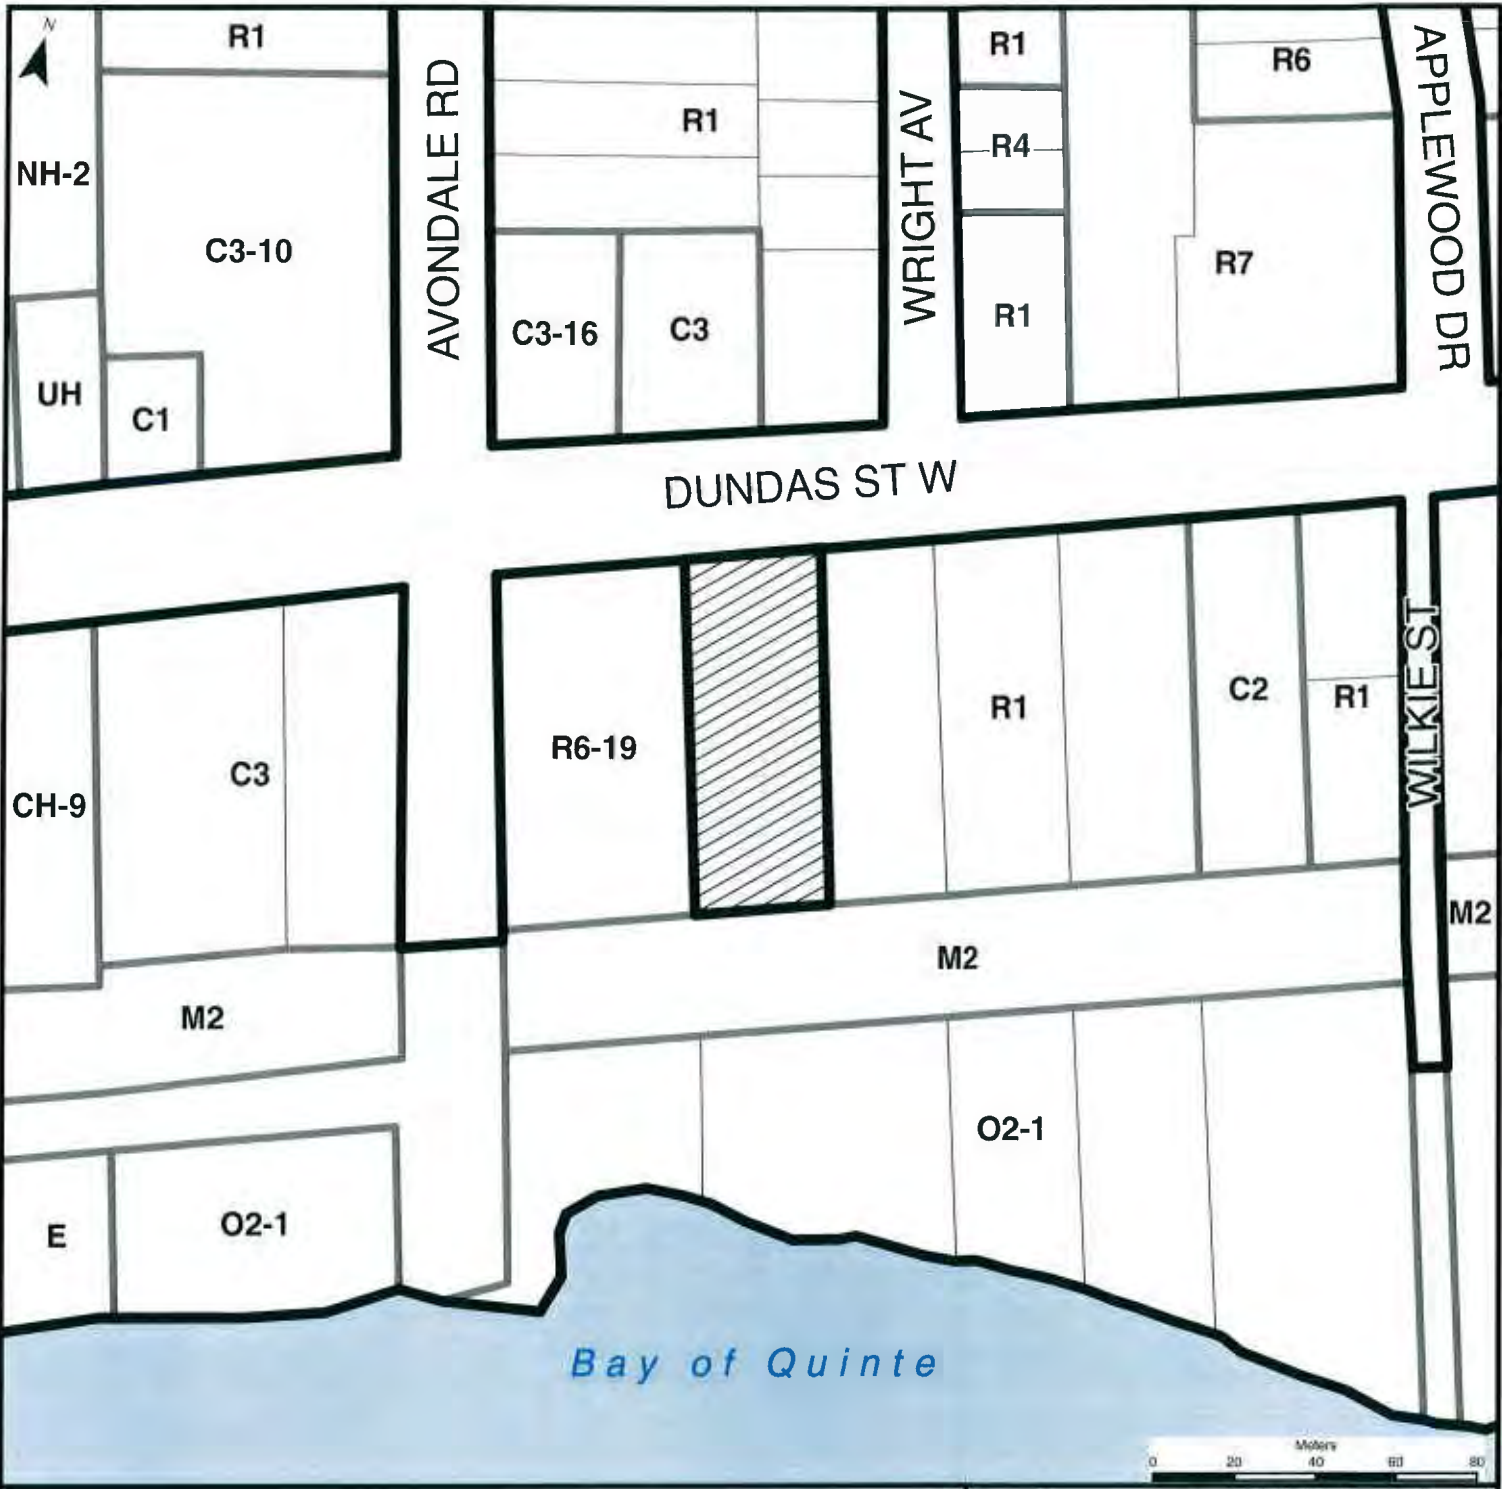 N
R1
R1
R6
APPLEWOOD DR
AVONDALE RD
R1
WRIGHT AV
R4
NH-2
C3-10
R7
C3-16
C3
R1
UH
C1
DUNDAS ST W
WILKIE ST
R6-19
R1
C2
R1
C3
CH-9
M2
M2
M2
O2-1
E
O2-1
Bay of Quinte
Meters
0 20 40 60 80